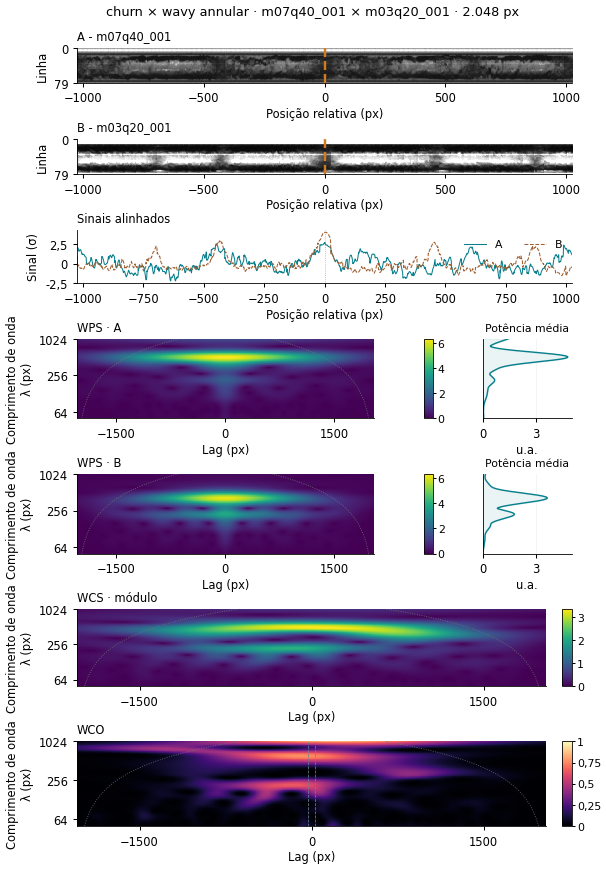 churn × wavy annular · m07q40_001 × m03q20_001 · 2.048 px
A - m07q40_001
Linha
0
79
−1000
−500
0
500
1000
Posição relativa (px)
B - m03q20_001
Linha
0
79
−1000
−500
0
500
1000
Posição relativa (px)
Sinais alinhados
Sinal (σ)
2,5
0
-2,5
A
B
−1000
−750
−500
−250
0
250
500
750
1000
Posição relativa (px)
WPS · A
Comprimento de onda
λ (px)
1024
256
64
−1500
0
1500
Lag (px)
6
4
2
0
Potência média
0
3
u.a.
WPS · B
Comprimento de onda
λ (px)
1024
256
64
−1500
0
1500
Lag (px)
6
4
2
0
Potência média
0
3
u.a.
WCS · módulo
Comprimento de onda
λ (px)
1024
256
64
−1500
0
1500
Lag (px)
3
2
1
0
WCO
Comprimento de onda
λ (px)
1024
256
64
−1500
0
1500
Lag (px)
1
0,75
0,5
0,25
0